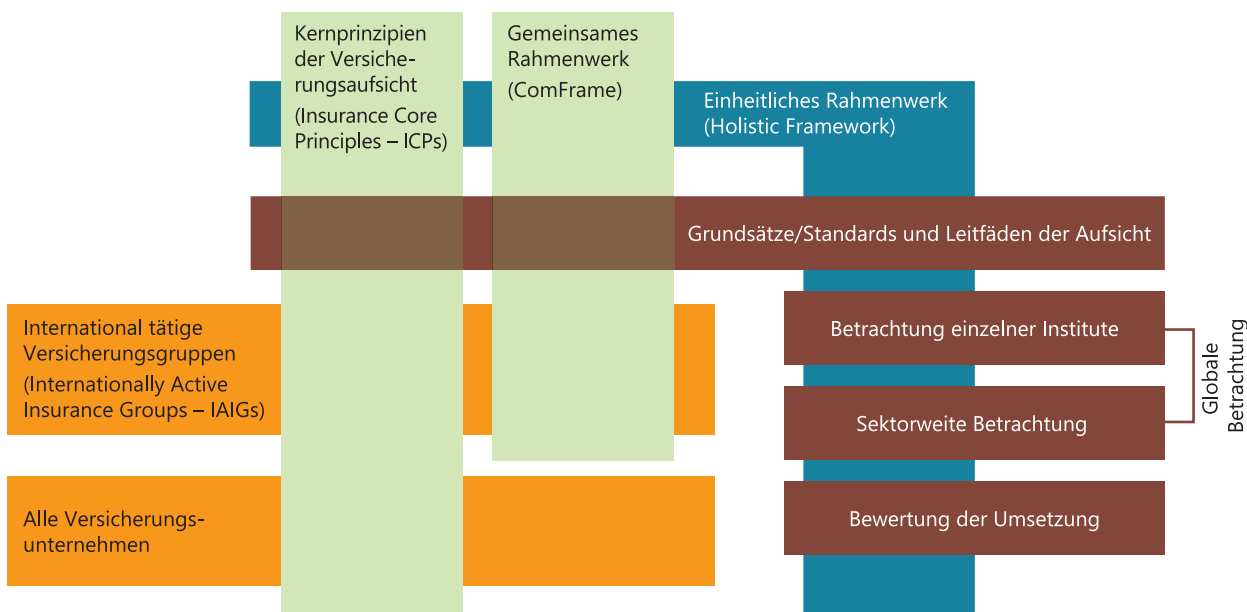 Kernprinzipien
der Versiche-
rungsaufsicht
(Insurance Core
Principles – ICPs)
Gemeinsames
Rahmenwerk
(ComFrame)
Einheitliches Rahmenwerk
(Holistic Framework)
Grundsätze/Standards und Leitfäden der Aufsicht
International tätige
Versicherungsgruppen
(Internationally Active
Insurance Groups – IAIGs)
Betrachtung einzelner Institute
Sektorweite Betrachtung
Globale
Betrachtung
Alle Versicherungs-
unternehmen
Bewertung der Umsetzung